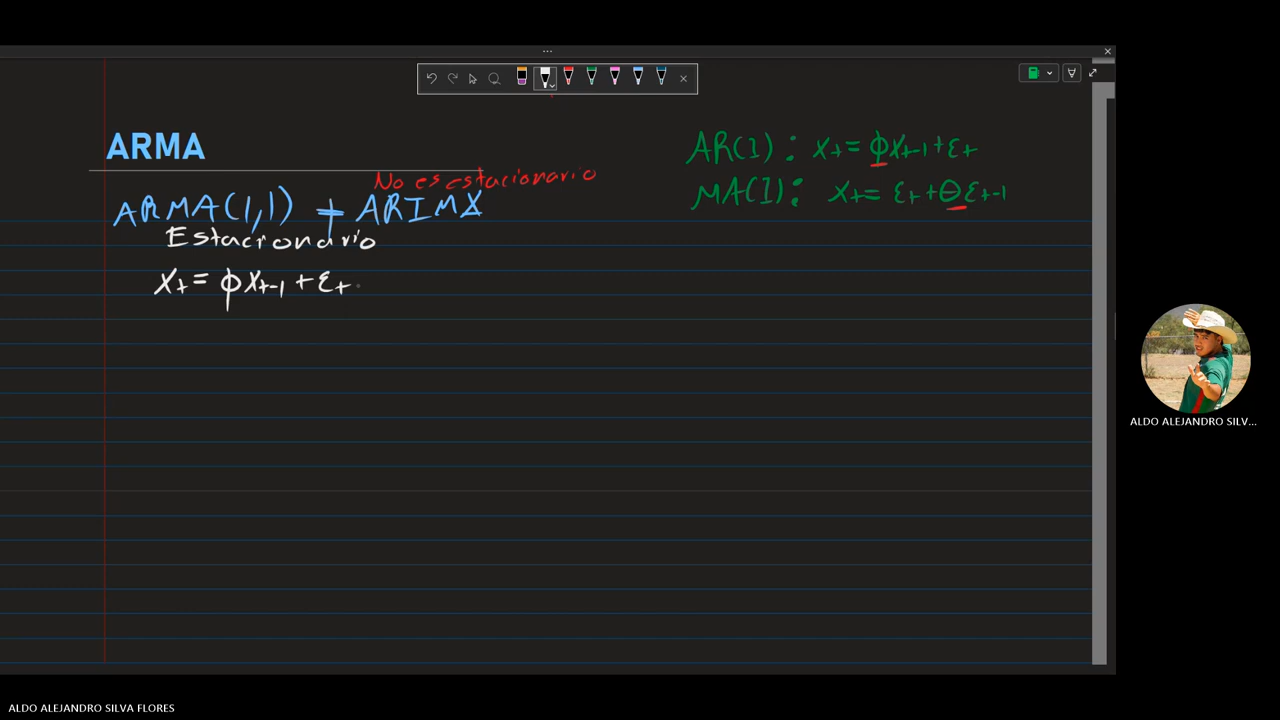 ARMA
AR(1): Xt = ϕXt-1 + εt
No es estacionario
MA(1): Xt = εt + θεt-1
ARMA(1,1) ≠ ARIMX
Estacionario
Xt = ϕXt-1 + εt
ALDO ALEJANDRO SILV...
ALDO ALEJANDRO SILVA FLORES